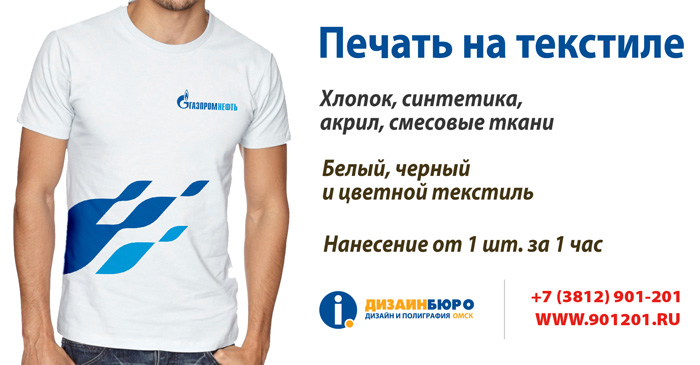 Печать на текстиле
ГАЗПРОМНЕФТЬ
Хлопок, синтетика,
акрил, смесовые ткани
Белый, черный
и цветной текстиль
Нанесение от 1 шт. за 1 час
ДИЗАЙНБЮРО
ДИЗАЙН И ПОЛИГРАФИЯ ОМСК
+7 (3812) 901-201
WWW.901201.RU